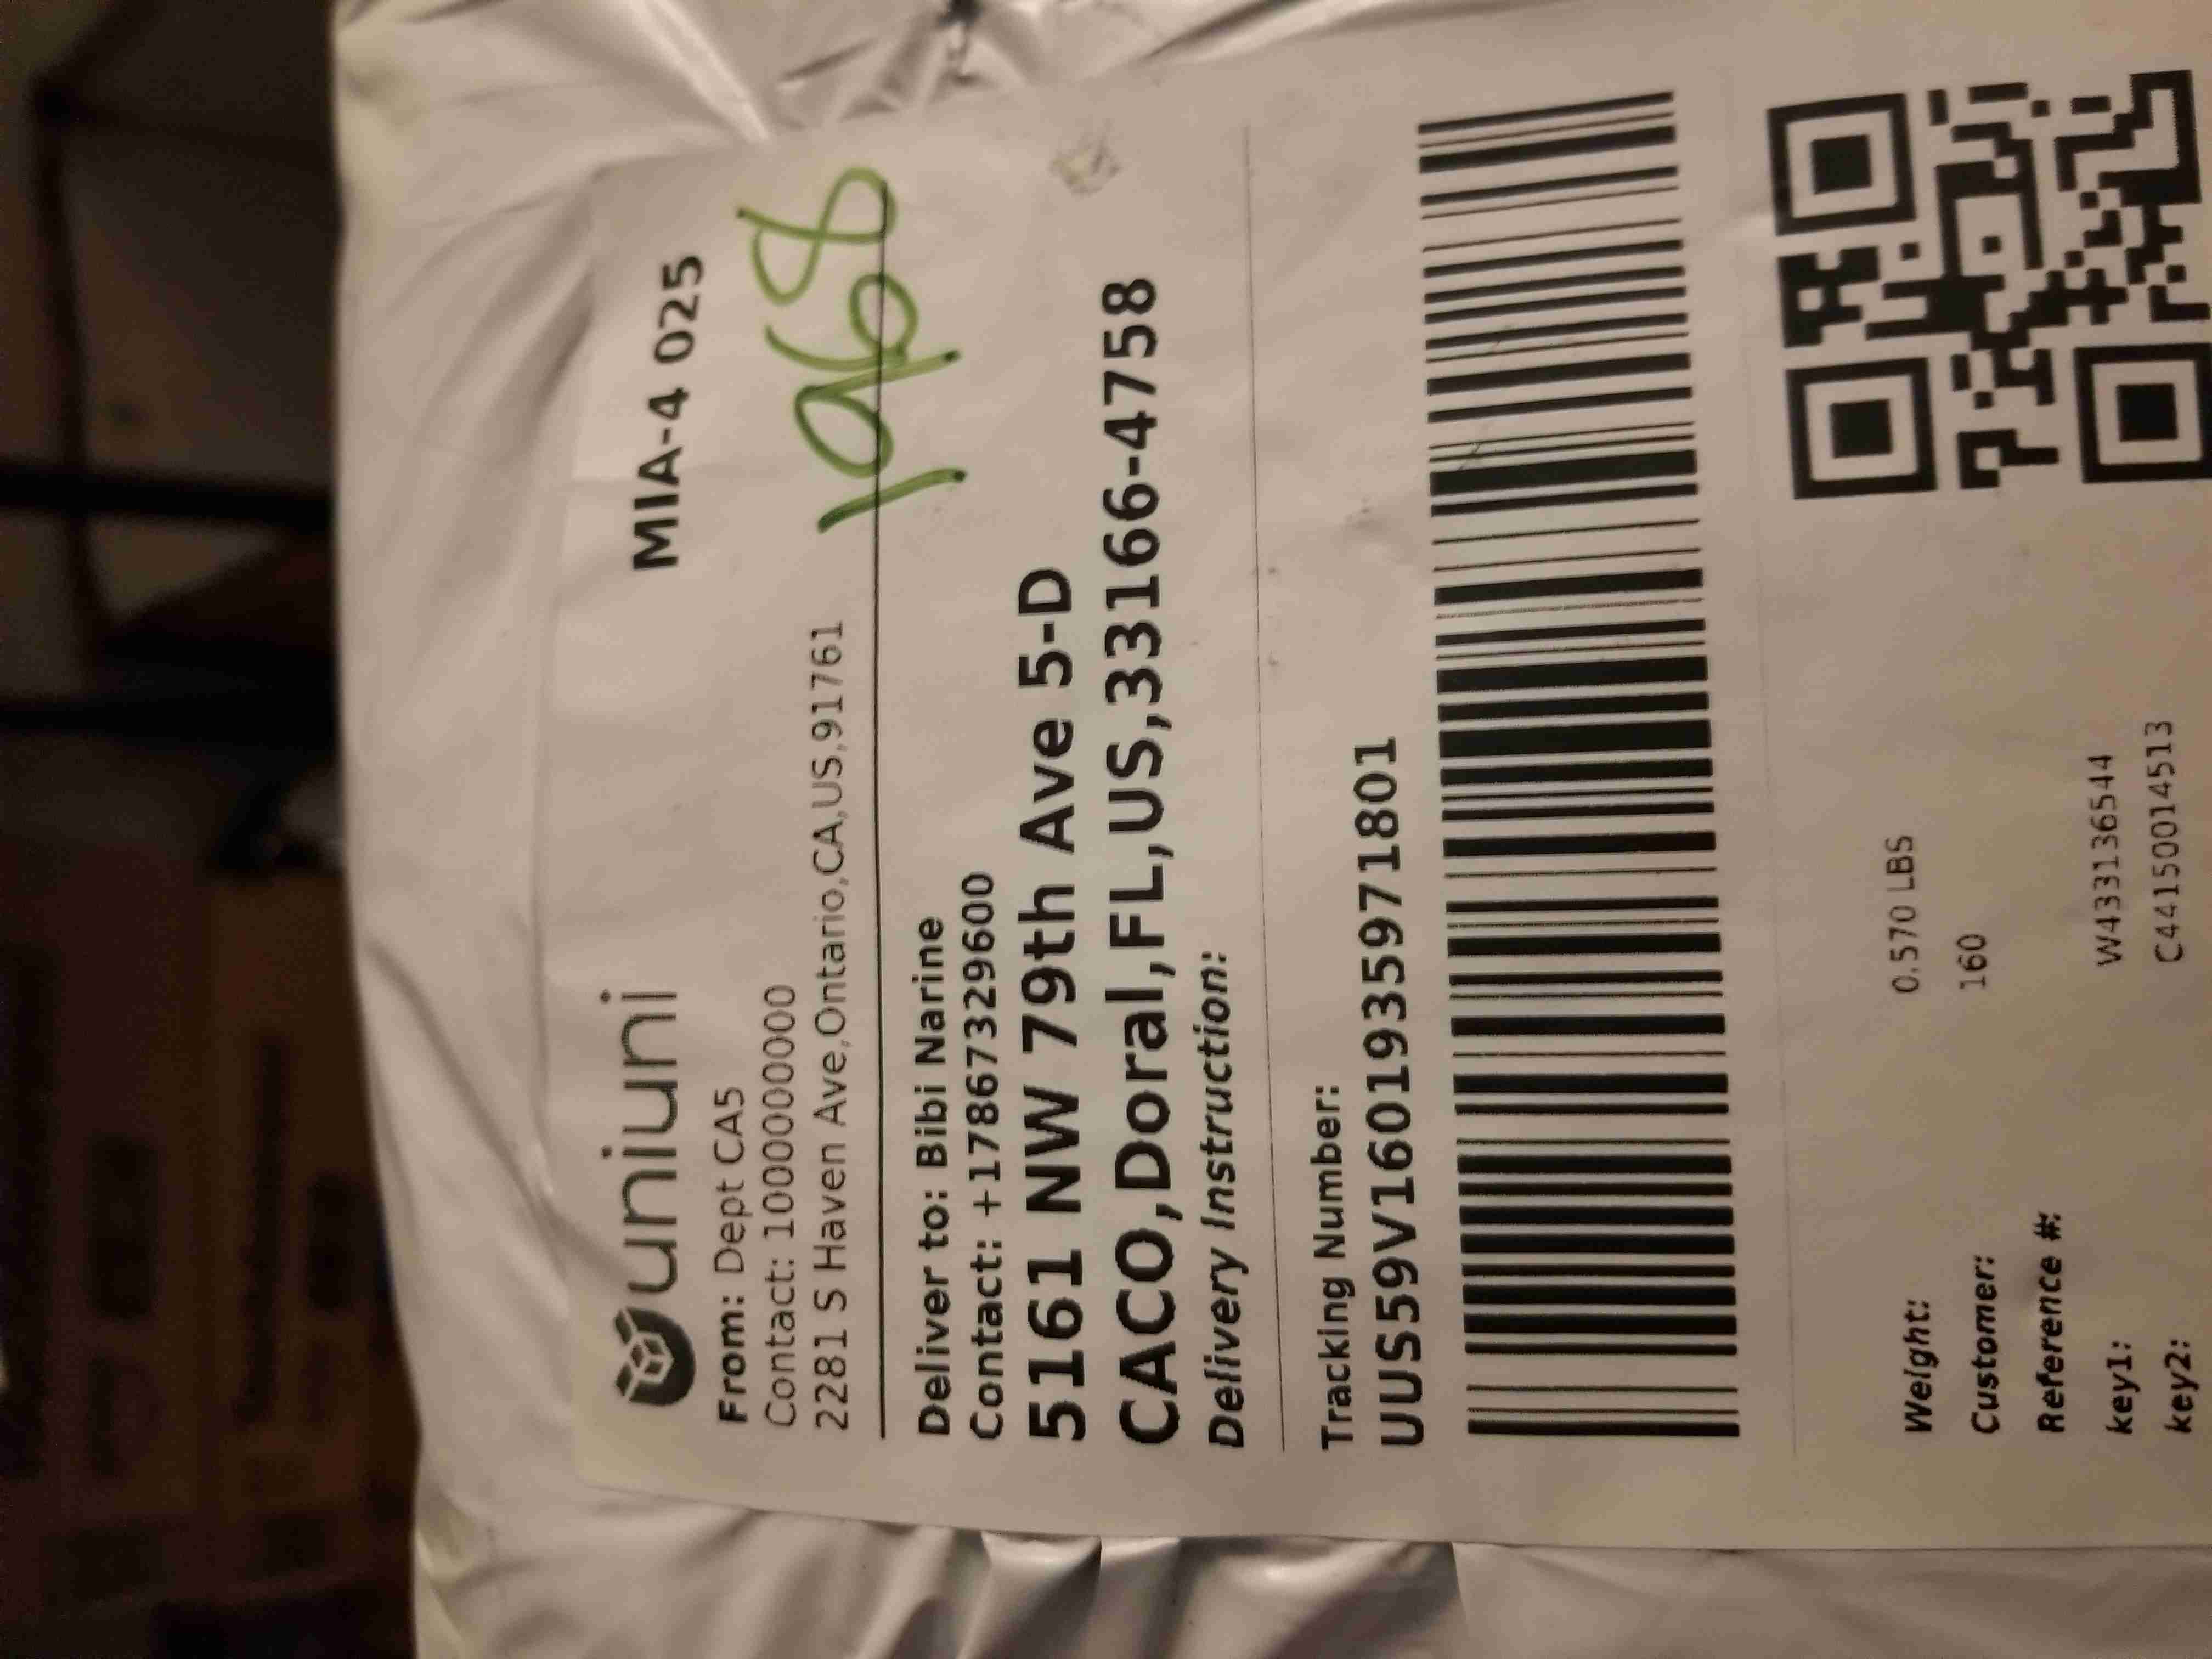 uniuni
MIA-4 025
From: Dept CA5
Contact: 1000000000
2281 S Haven Ave,Ontario,CA,US,91761
1968
Deliver to: Bibi Narine
Contact: +17867329600
5161 NW 79th Ave 5-D
CACO,Doral,FL,US,33166-4758
Delivery Instruction:
Tracking Number:
UUS59V1601935971801
Weight: 0.570 LBS
Customer: 160
Reference #:
key1: W433136544
key2: C44150014513